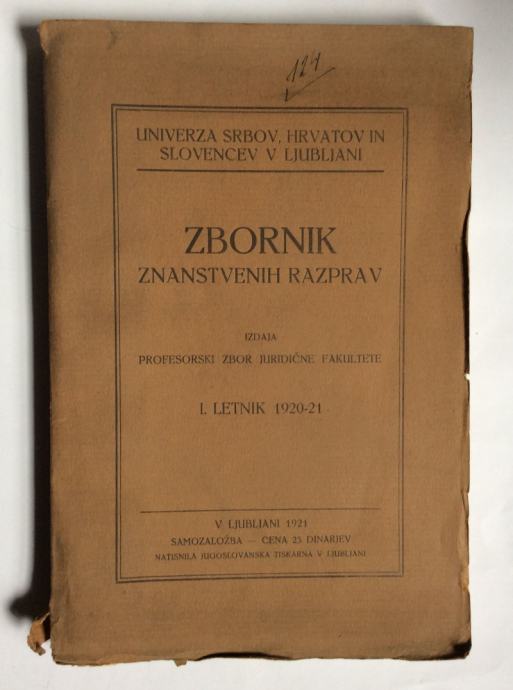 124
UNIVERZA SRBOV, HRVATOV IN
SLOVENCEV V LJUBLJANI
ZBORNIK
ZNANSTVENIH RAZPRAV
IZDAJA
PROFESORSKI ZBOR JURIDIČNE FAKULTETE
I. LETNIK 1920-21
V LJUBLJANI 1921
SAMOZALOŽBA — CENA 25 DINARJEV
NATISNILA JUGOSLOVANSKA TISKARNA V LJUBLJANI